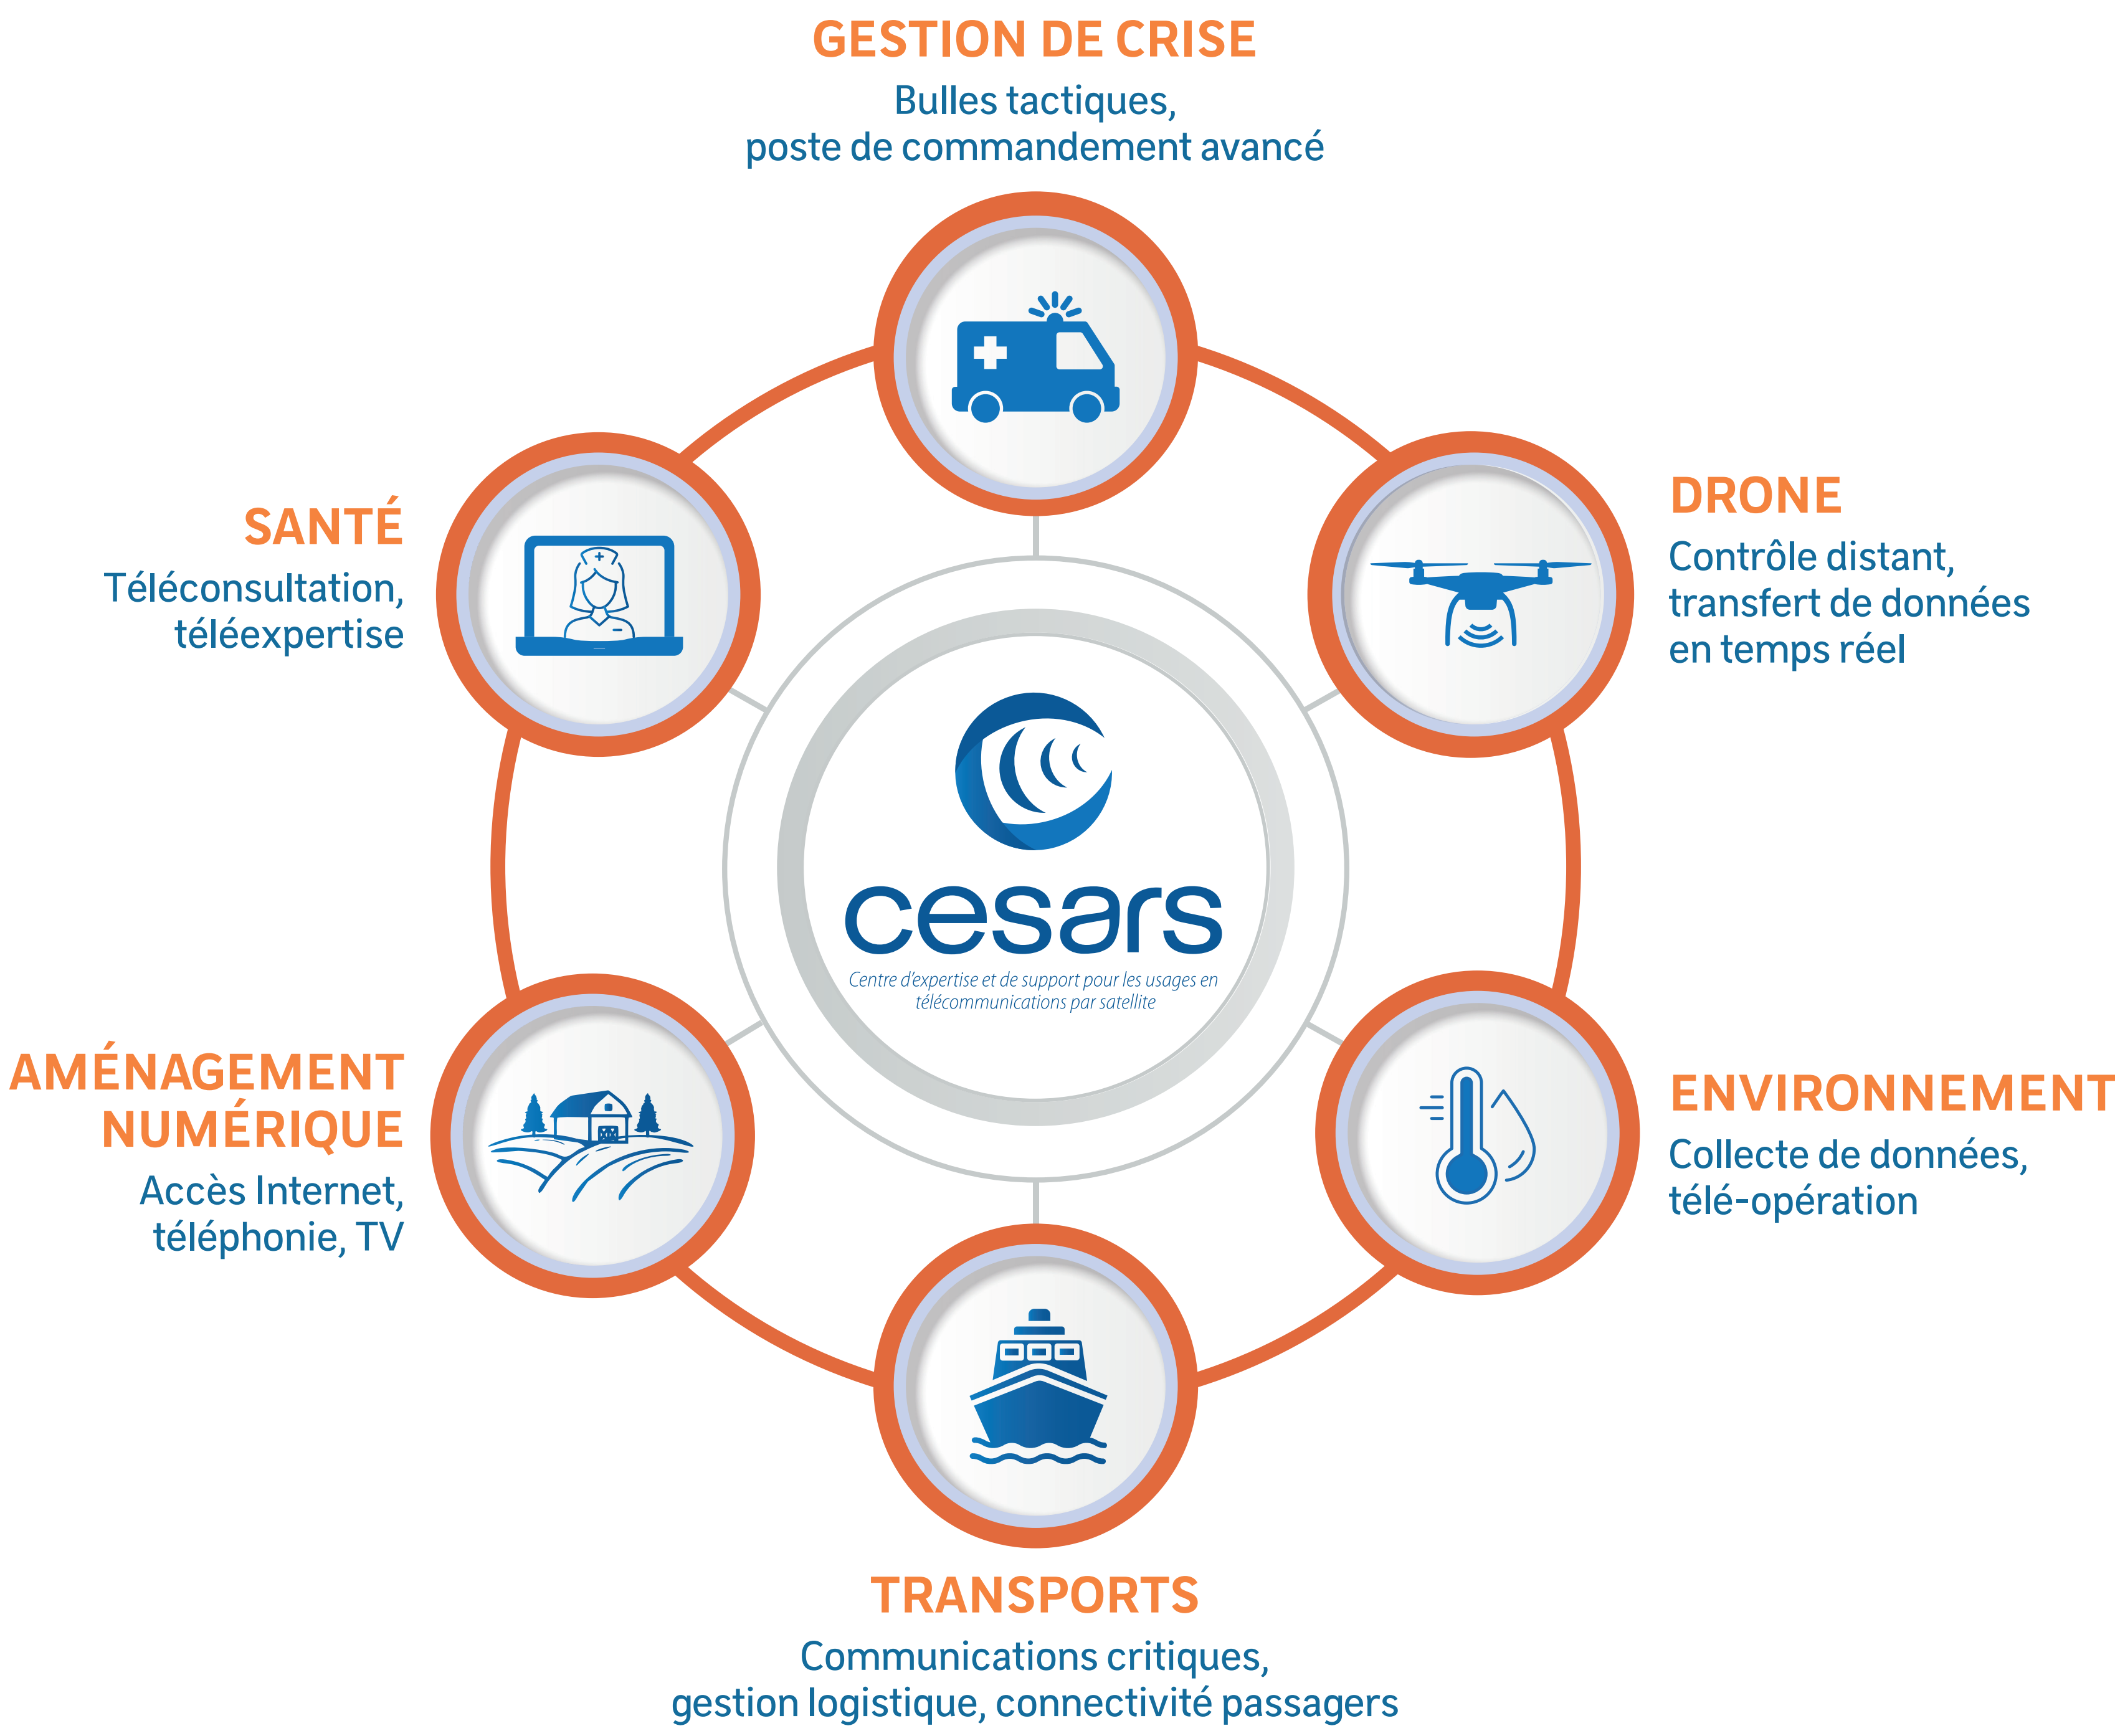 GESTION DE CRISE
Bulles tactiques,
poste de commandement avancé
DRONE
Contrôle distant,
transfert de données
en temps réel
SANTÉ
Téléconsultation,
téléexpertise
cesars
Centre d'expertise et de support pour les usages en
télécommunications par satellite
AMÉNAGEMENT
NUMÉRIQUE
Accès Internet,
téléphonie, TV
ENVIRONNEMENT
Collecte de données,
télé-opération
TRANSPORTS
Communications critiques,
gestion logistique, connectivité passagers